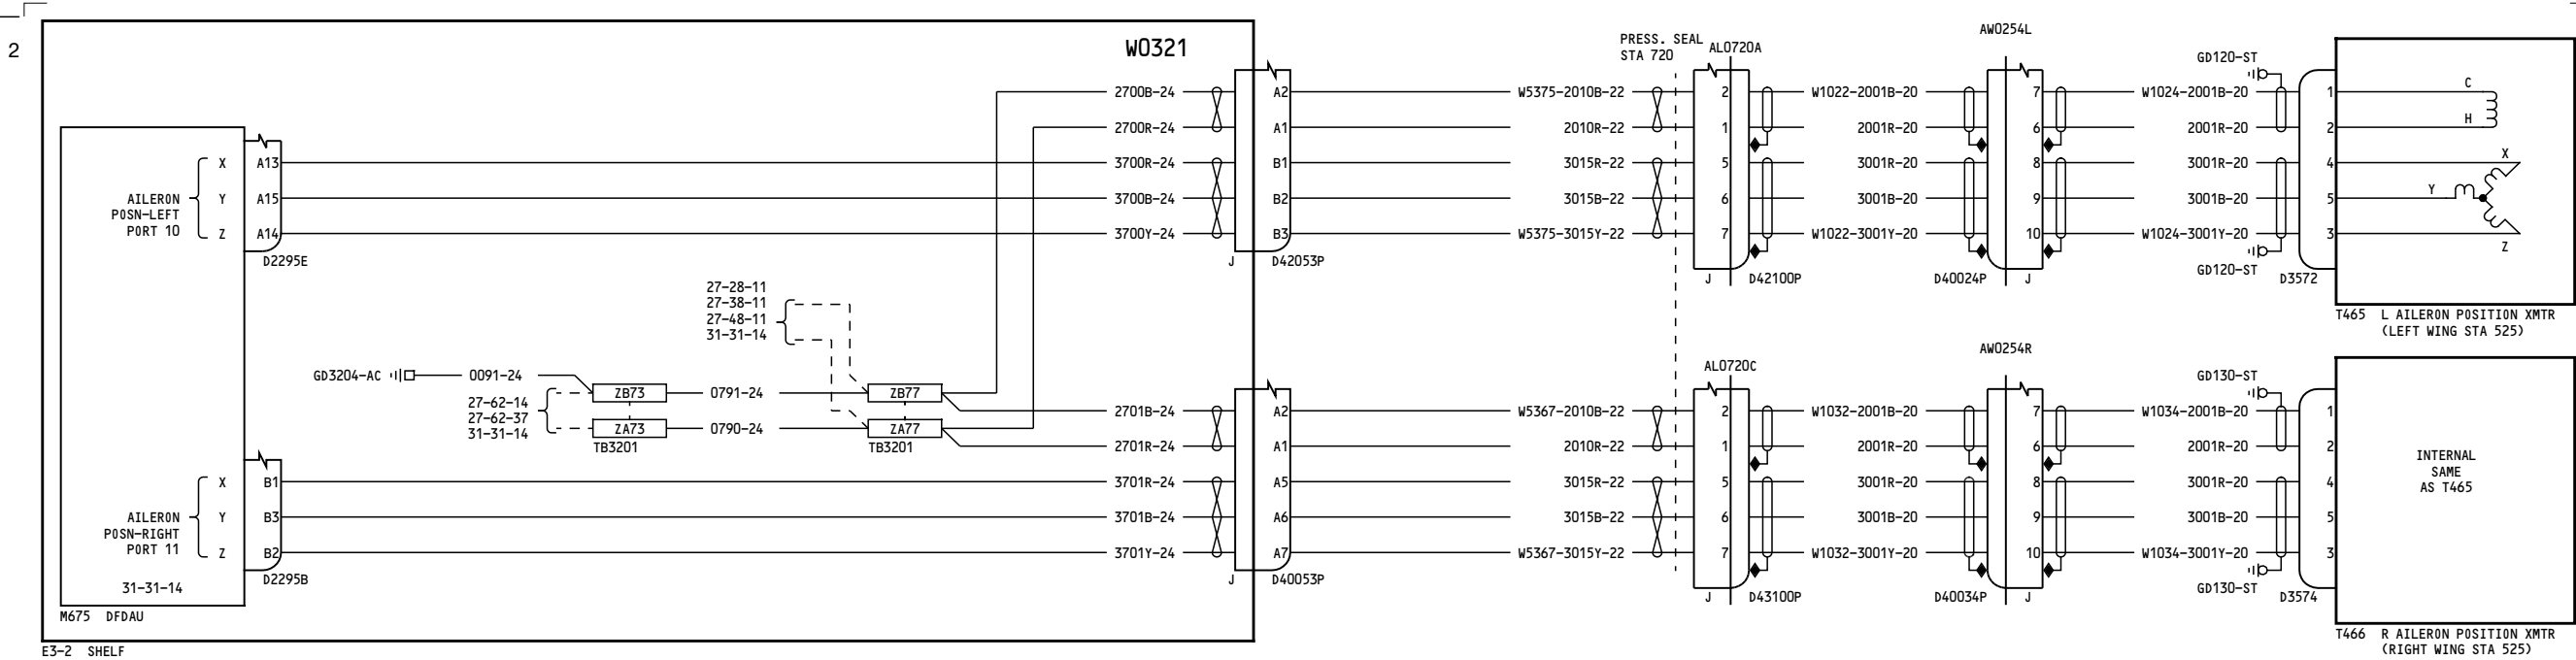 2
W0321
PRESS. SEAL
STA 720
AL0720A
AW0254L
GD120-ST
2700B-24
A2
W5375-2010B-22
2
W1022-2001B-20
7
W1024-2001B-20
1
C
2700R-24
A1
2010R-22
1
2001R-20
6
2001R-20
2
H
X
A13
3700R-24
B1
3015R-22
5
3001R-20
8
3001R-20
4
X
AILERON
POSN-LEFT
PORT 10
Y
A15
3700B-24
B2
3015B-22
6
3001B-20
9
3001B-20
5
Y
Z
A14
3700Y-24
B3
W5375-3015Y-22
7
W1022-3001Y-20
10
W1024-3001Y-20
3
Z
D2295E
J
D42053P
J
D42100P
D40024P
J
GD120-ST
D3572
T465 L AILERON POSITION XMTR
(LEFT WING STA 525)
27-28-11
27-38-11
27-48-11
31-31-14
GD3204-AC
0091-24
27-62-14
27-62-37
31-31-14
ZB73
0791-24
ZB77
ZA73
0790-24
ZA77
TB3201
TB3201
AL0720C
AW0254R
GD130-ST
2701B-24
A2
W5367-2010B-22
2
W1032-2001B-20
7
W1034-2001B-20
1
2701R-24
A1
2010R-22
1
2001R-20
6
2001R-20
2
X
B1
3701R-24
A5
3015R-22
5
3001R-20
8
3001R-20
4
INTERNAL
SAME
AS T465
AILERON
POSN-RIGHT
PORT 11
Y
B3
3701B-24
A6
3015B-22
6
3001B-20
9
3001B-20
5
Z
B2
3701Y-24
A7
W5367-3015Y-22
7
W1032-3001Y-20
10
W1034-3001Y-20
3
31-31-14
D2295B
J
D40053P
J
D43100P
D40034P
J
GD130-ST
D3574
M675 DFDAU
T466 R AILERON POSITION XMTR
(RIGHT WING STA 525)
E3-2 SHELF